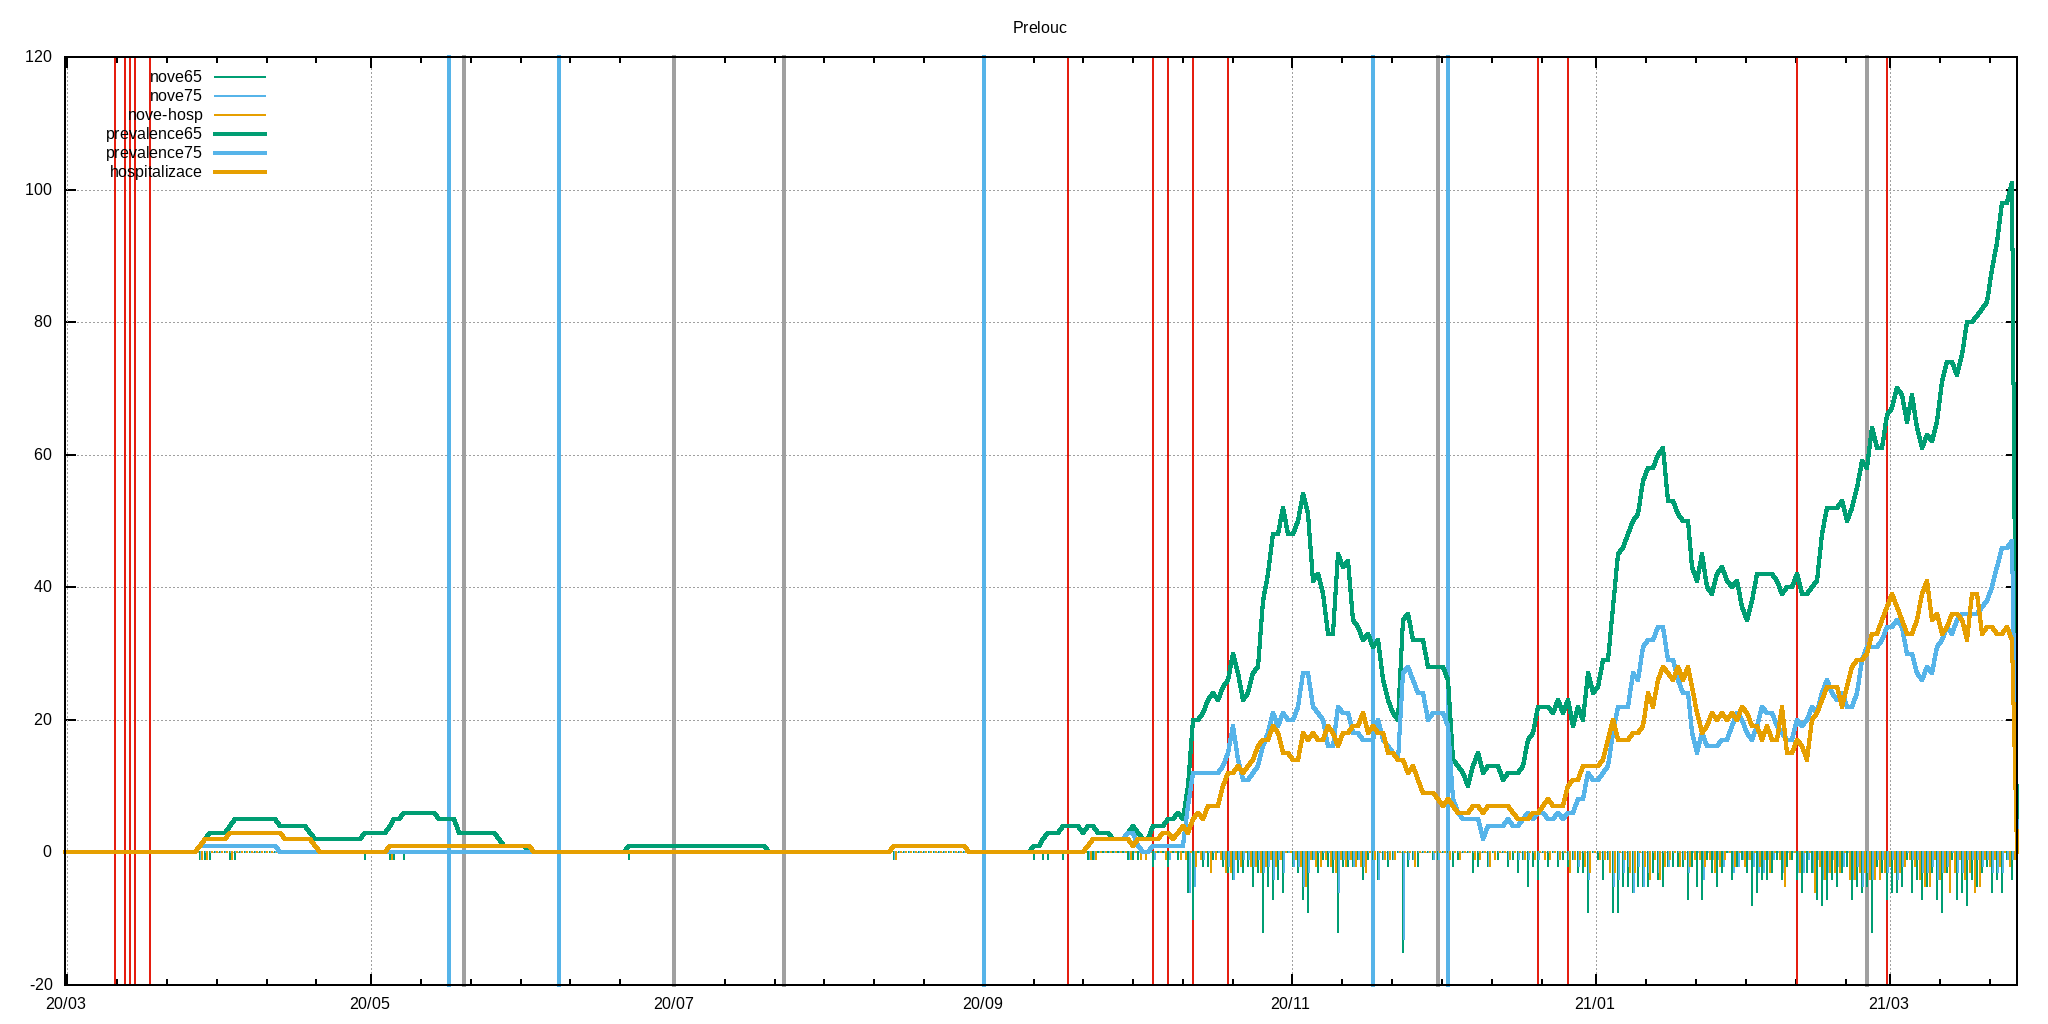 Prelouc
120
nove65
nove75
nove-hosp
prevalence65
prevalence75
hospitalizace
100
80
60
40
20
0
-20
20/03 20/05 20/07 20/09 20/11 21/01 21/03